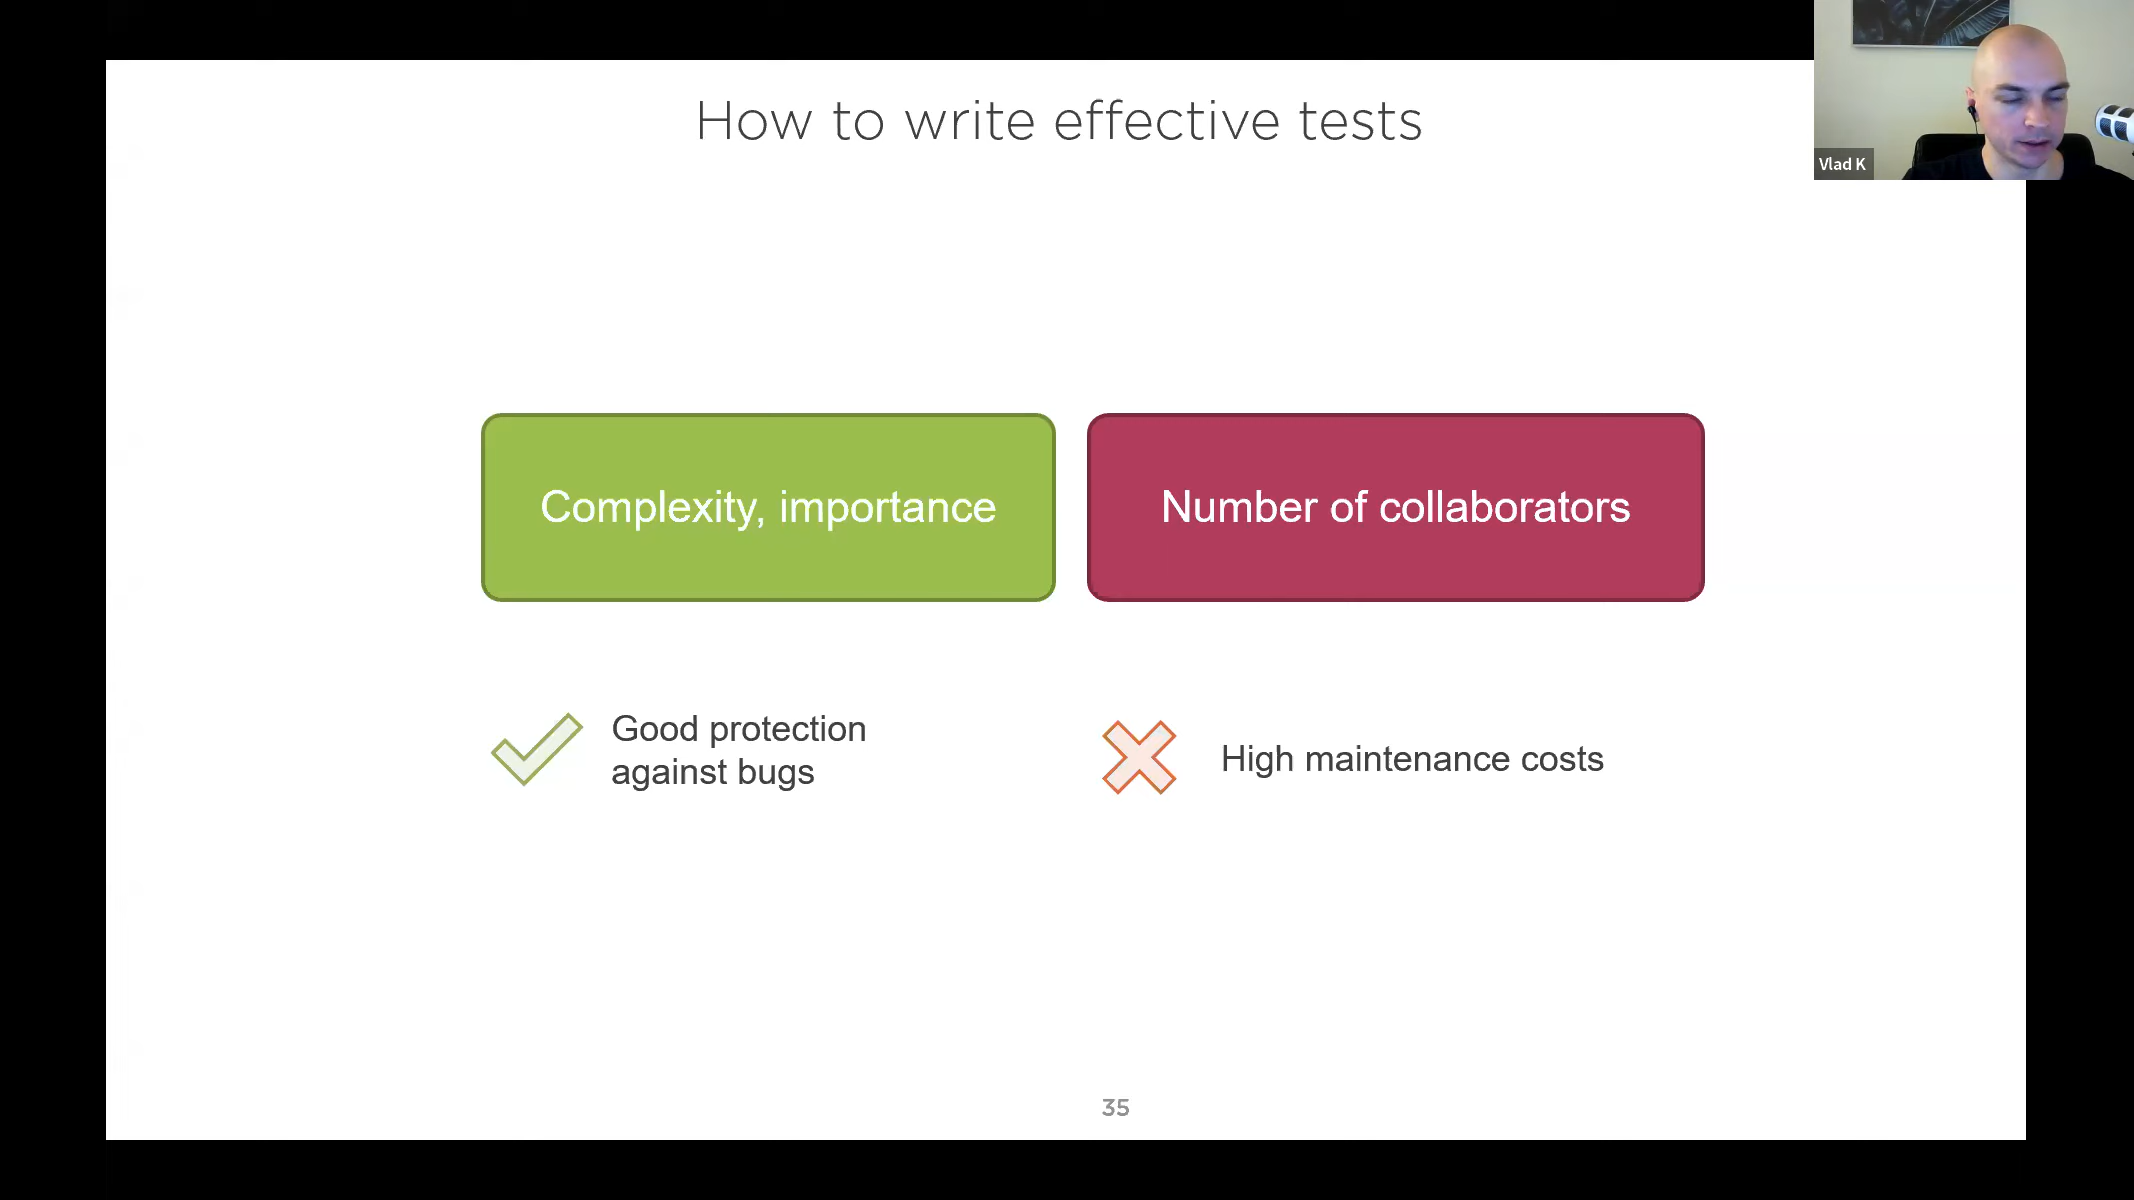 How to write effective tests
Vlad K
Complexity, importance
Number of collaborators
Good protection
against bugs
High maintenance costs
35